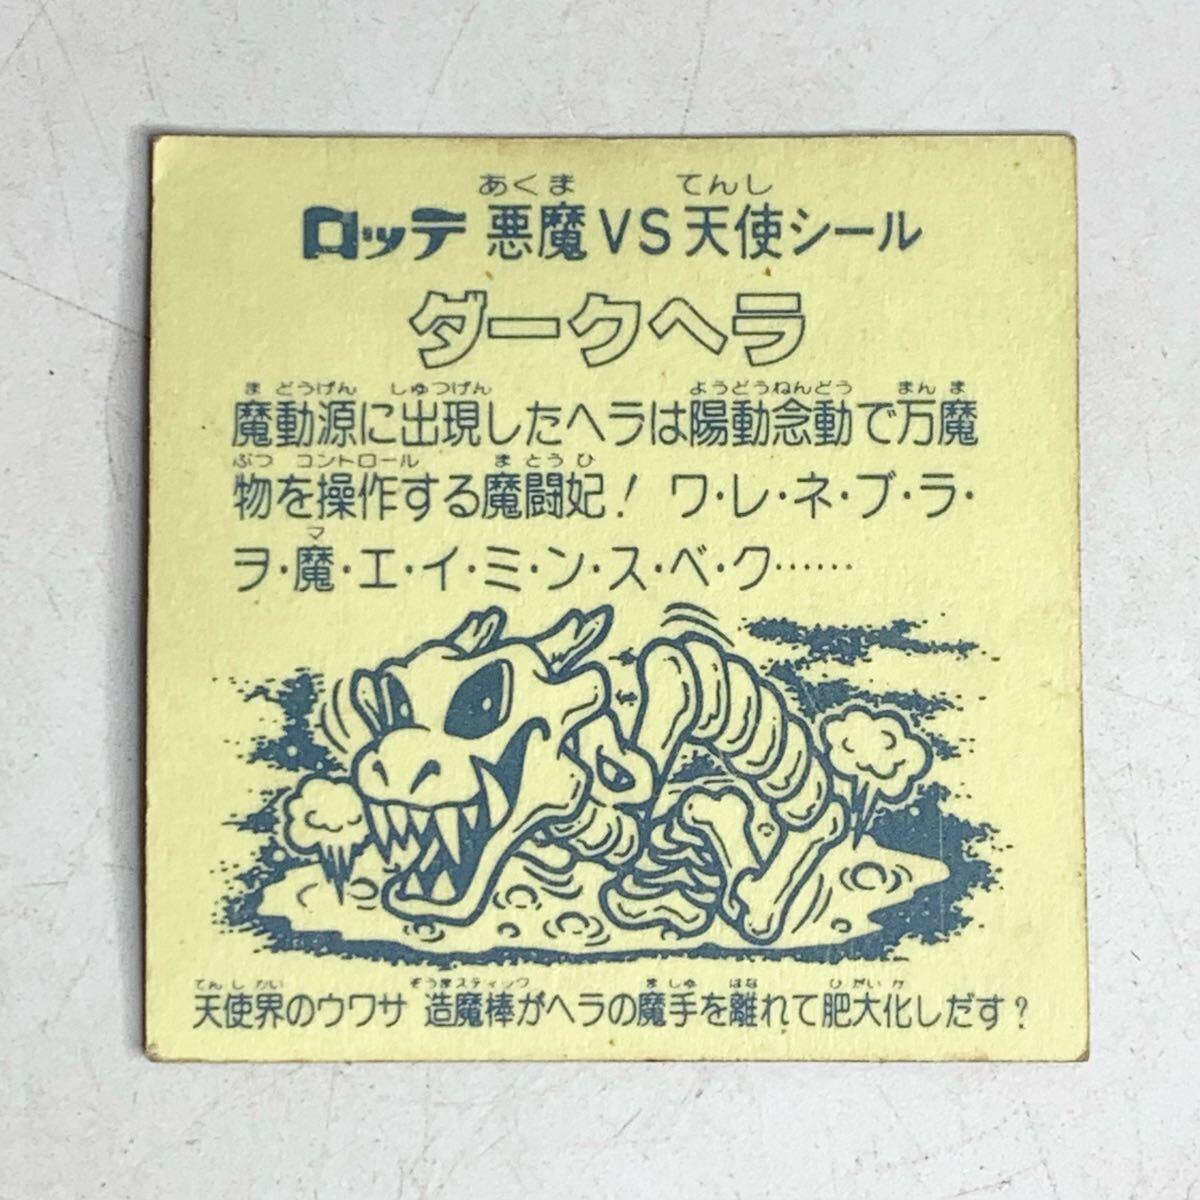 あくま てんし
ロッテ 悪魔VS天使シール
ダークヘラ
まどうげん しゅつげん ようどうねんどう まんま
魔動源に出現したヘラは陽動念動で万魔
ぶつ コントロール まとうひ
物を操作する魔闘妃! ワ・レ・ネ・ブ・ラ・
マ
ヲ・魔・エ・イ・ミ・ン・ス・ベ・ク……
てんしかい ぞうまスティック ましゅ はな ひだいか
天使界のウワサ 造魔棒がヘラの魔手を離れて肥大化しだす?